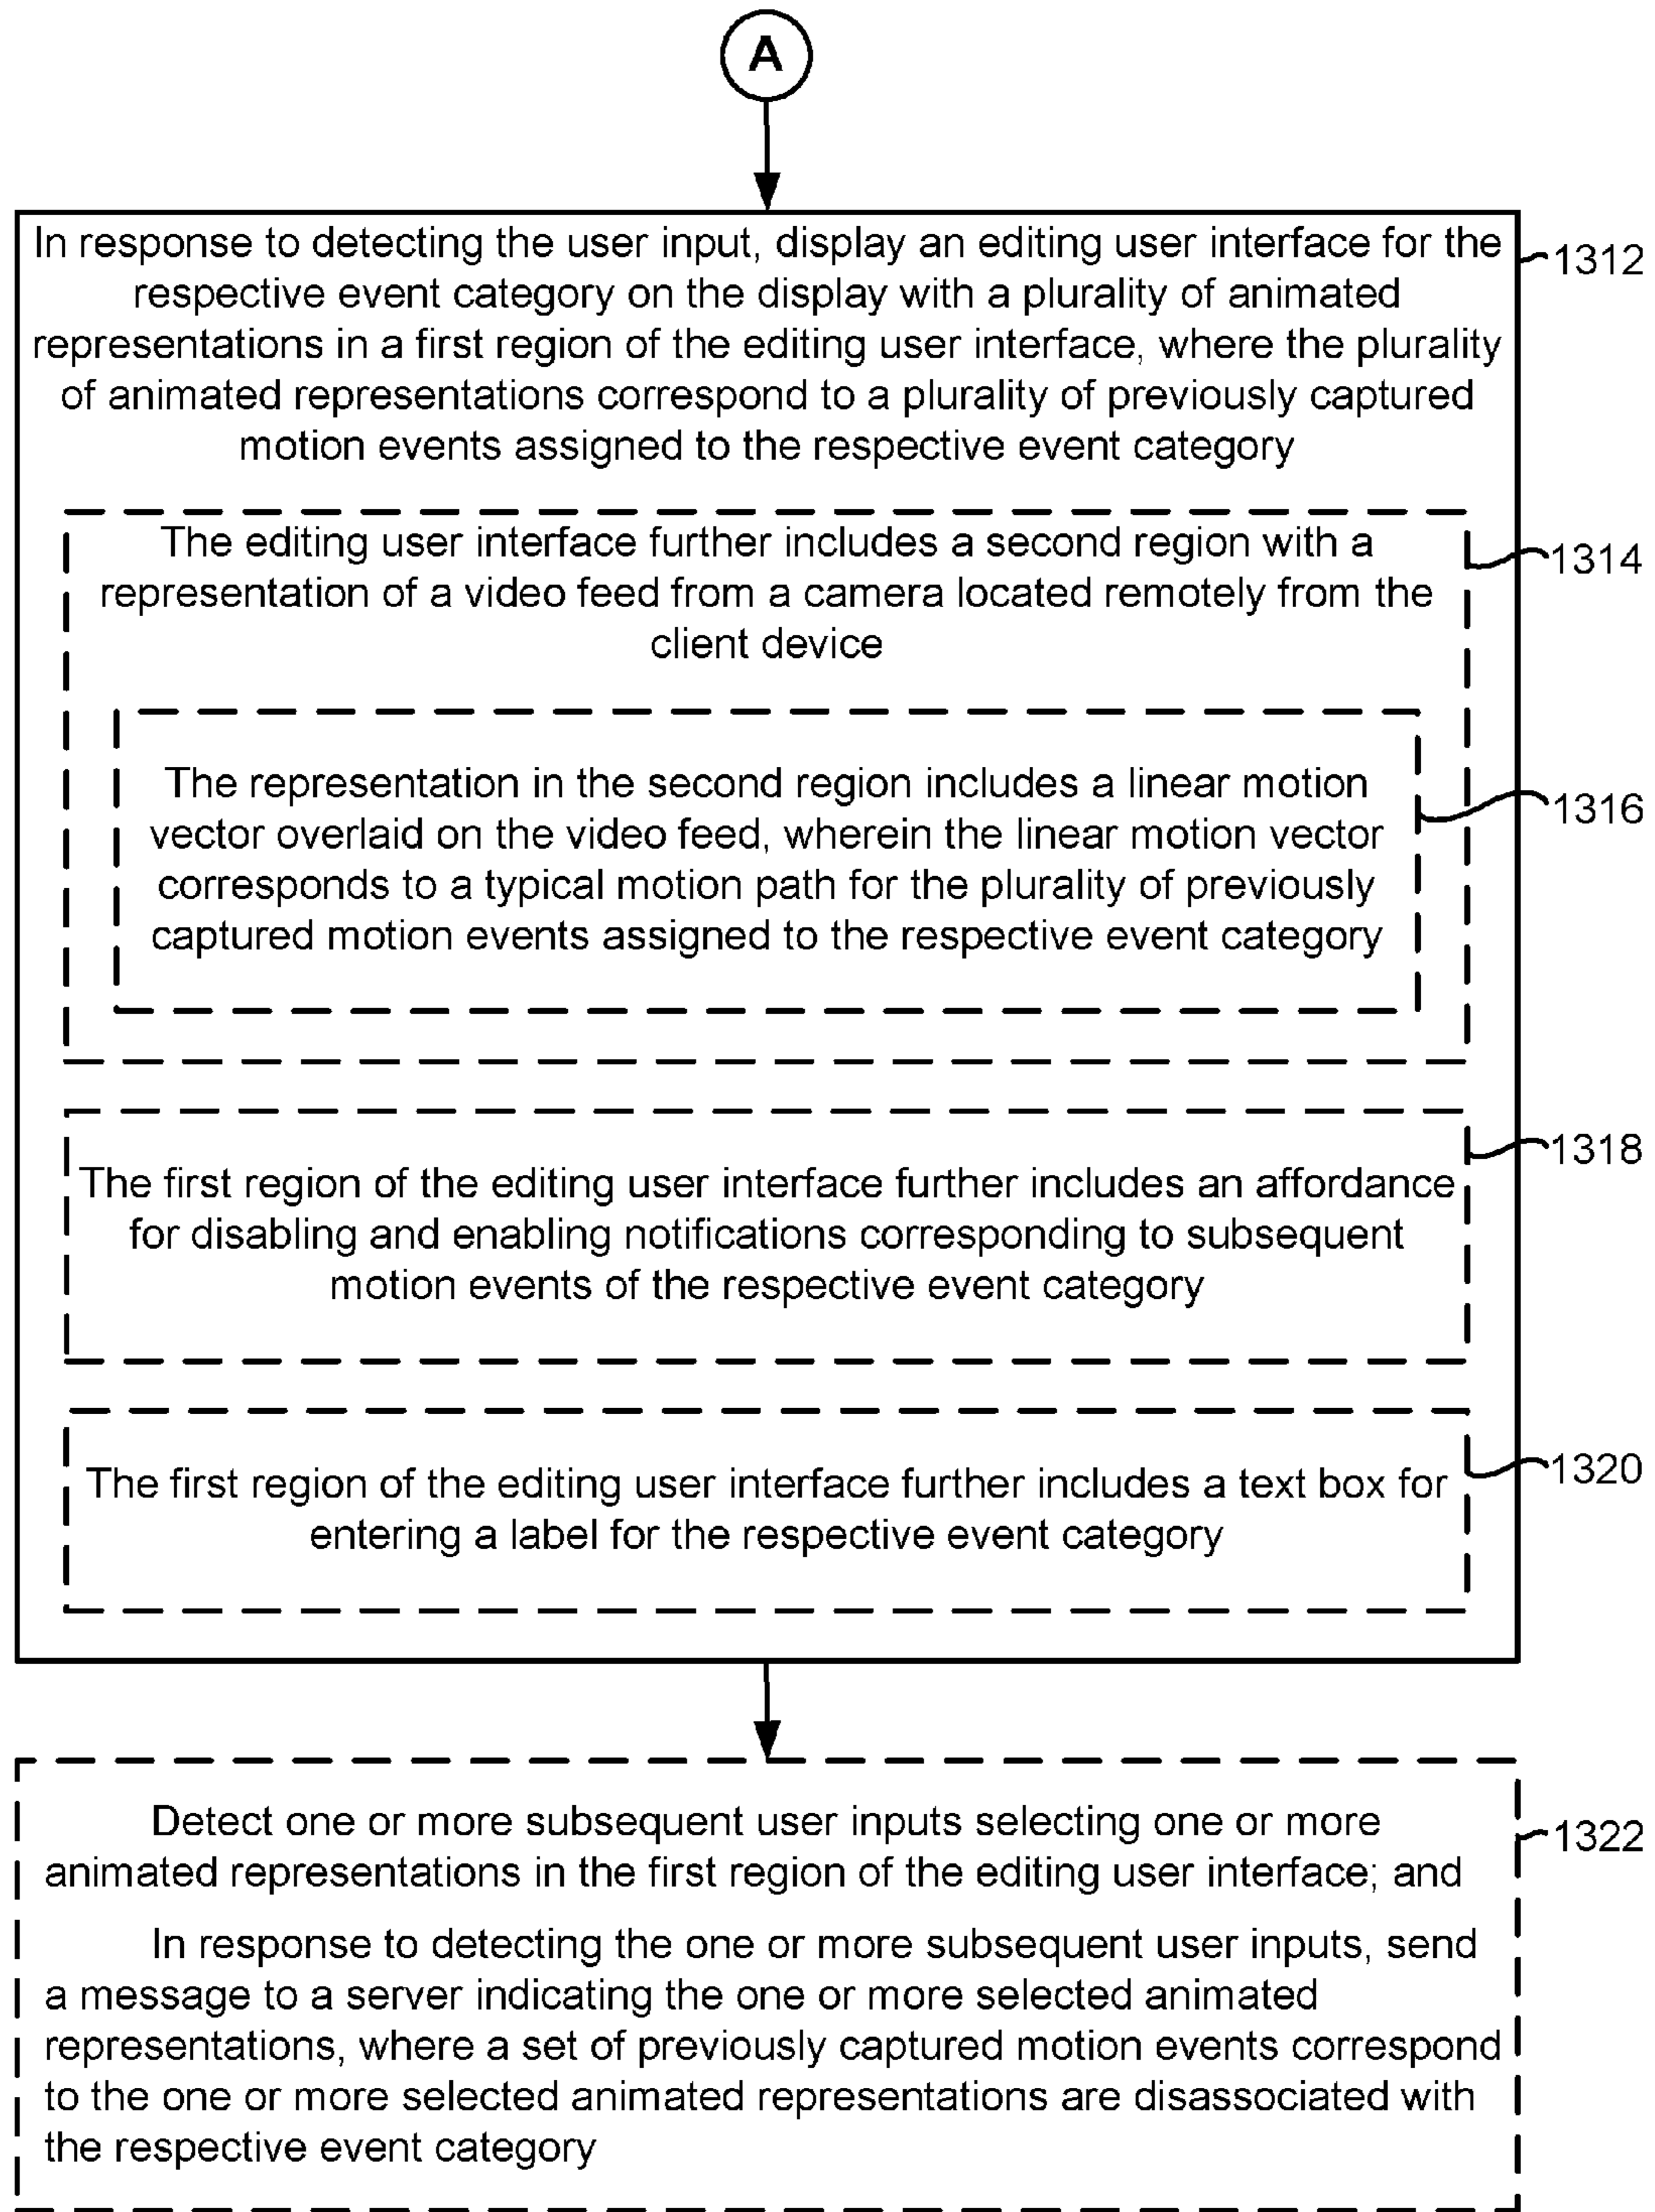 A
In response to detecting the user input, display an editing user interface for the
respective event category on the display with a plurality of animated
representations in a first region of the editing user interface, where the plurality
of animated representations correspond to a plurality of previously captured
motion events assigned to the respective event category
1312
The editing user interface further includes a second region with a
representation of a video feed from a camera located remotely from the
client device
1314
The representation in the second region includes a linear motion
vector overlaid on the video feed, wherein the linear motion vector
corresponds to a typical motion path for the plurality of previously
captured motion events assigned to the respective event category
1316
The first region of the editing user interface further includes an affordance
for disabling and enabling notifications corresponding to subsequent
motion events of the respective event category
1318
The first region of the editing user interface further includes a text box for
entering a label for the respective event category
1320
Detect one or more subsequent user inputs selecting one or more
animated representations in the first region of the editing user interface; and
In response to detecting the one or more subsequent user inputs, send
a message to a server indicating the one or more selected animated
representations, where a set of previously captured motion events correspond
to the one or more selected animated representations are disassociated with
the respective event category
1322